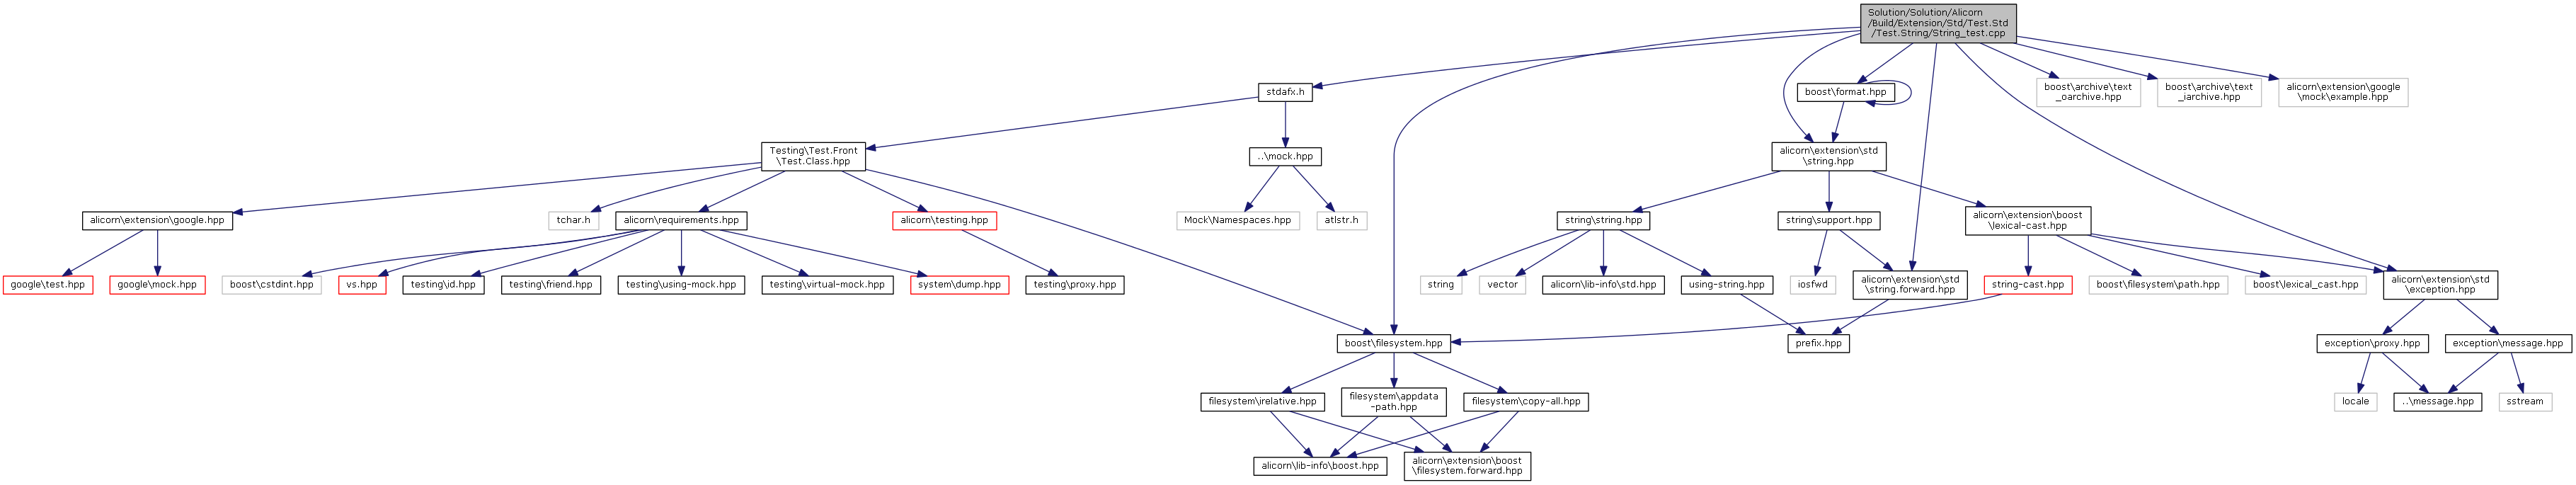 Solution/Solution/Alicorn
/Build/Extension/Std/Test.Std
/Test.String/String_test.cpp
stdafx.h
boost\format.hpp
boost\archive\text
_oarchive.hpp
boost\archive\text
_iarchive.hpp
alicorn\extension\google
\mock\example.hpp
Testing\Test.Front
\Test.Class.hpp
..\mock.hpp
alicorn\extension\std
\string.hpp
alicorn\extension\google.hpp
tchar.h
alicorn\requirements.hpp
alicorn\testing.hpp
Mock\Namespaces.hpp
atlstr.h
string\string.hpp
string\support.hpp
alicorn\extension\boost
\lexical-cast.hpp
google\test.hpp
google\mock.hpp
boost\cstdint.hpp
vs.hpp
testing\id.hpp
testing\friend.hpp
testing\using-mock.hpp
testing\virtual-mock.hpp
system\dump.hpp
testing\proxy.hpp
string
vector
alicorn\lib-info\std.hpp
using-string.hpp
iosfwd
alicorn\extension\std
\string.forward.hpp
string-cast.hpp
boost\filesystem\path.hpp
boost\lexical_cast.hpp
alicorn\extension\std
\exception.hpp
boost\filesystem.hpp
prefix.hpp
exception\proxy.hpp
exception\message.hpp
filesystem\irelative.hpp
filesystem\appdata
-path.hpp
filesystem\copy-all.hpp
locale
..\message.hpp
sstream
alicorn\lib-info\boost.hpp
alicorn\extension\boost
\filesystem.forward.hpp